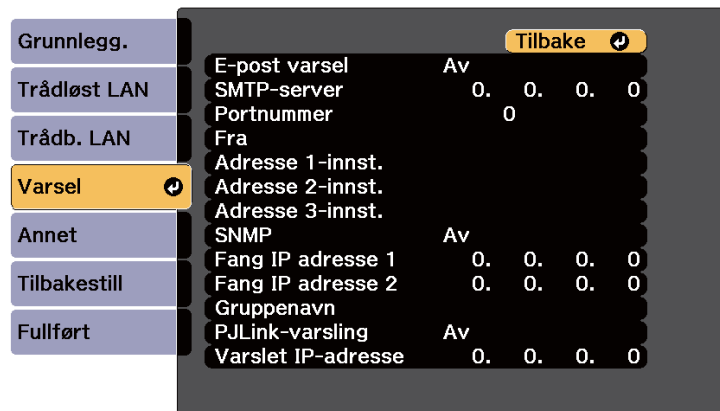 Grunnlegg.
Trådløst LAN
Trådb. LAN
Varsel
Annet
Tilbakestill
Fullført
Tilbake
E-post varsel Av
SMTP-server 0. 0. 0. 0
Portnummer 0
Fra
Adresse 1-innst.
Adresse 2-innst.
Adresse 3-innst.
SNMP Av
Fang IP adresse 1 0. 0. 0. 0
Fang IP adresse 2 0. 0. 0. 0
Gruppenavn
PJLink-varsling Av
Varslet IP-adresse 0. 0. 0. 0